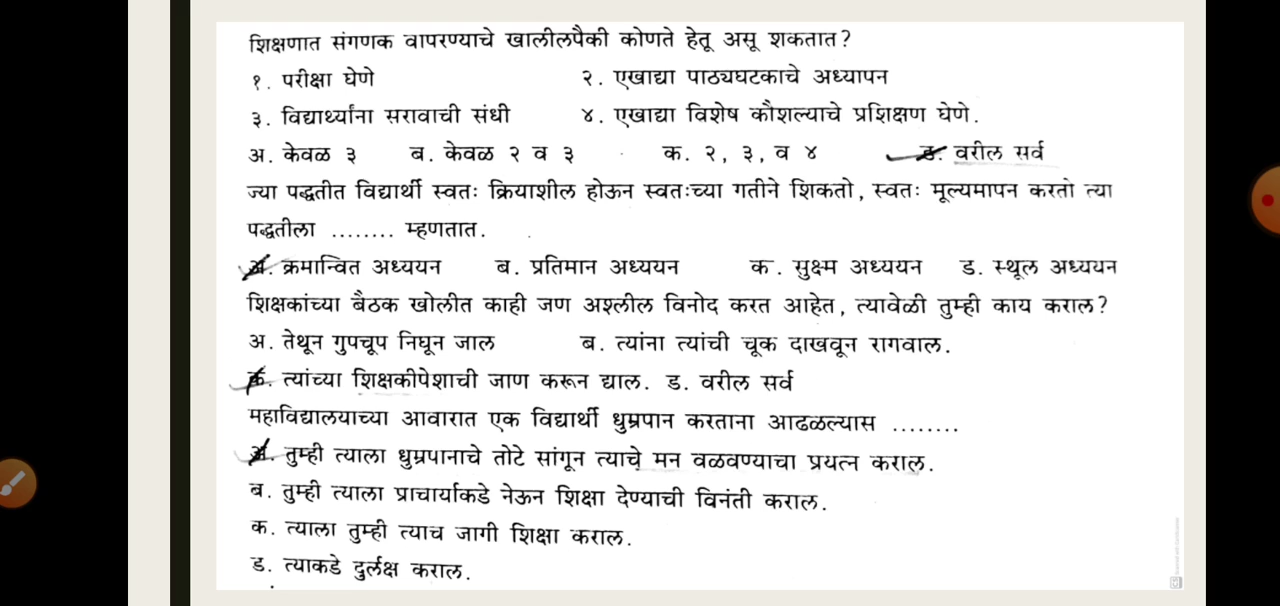 शिक्षणात संगणक वापरण्याचे खालीलपैकी कोणते हेतू असू शकतात?
१. परीक्षा घेणे २. एखाद्या पाठ्यघटकाचे अध्यापन
३. विद्यार्थ्यांना सरावाची संधी ४. एखाद्या विशेष कौशल्याचे प्रशिक्षण घेणे.
अ. केवळ ३ ब. केवळ २ व ३ क. २, ३, व ४ ड. वरील सर्व
ज्या पद्धतीत विद्यार्थी स्वतः क्रियाशील होऊन स्वतःच्या गतीने शिकतो, स्वतः मूल्यमापन करतो त्या
पद्धतीला ........ म्हणतात.
अ. क्रमान्वित अध्ययन ब. प्रतिमान अध्ययन क. सुक्ष्म अध्ययन ड. स्थूल अध्ययन
शिक्षकांच्या बैठक खोलीत काही जण अश्लील विनोद करत आहेत, त्यावेळी तुम्ही काय कराल?
अ. तेथून गुपचूप निघून जाल ब. त्यांना त्यांची चूक दाखवून रागवाल.
क. त्यांच्या शिक्षकीपेशाची जाण करून द्याल. ड. वरील सर्व
महाविद्यालयाच्या आवारात एक विद्यार्थी धुम्रपान करताना आढळल्यास ........
अ. तुम्ही त्याला धुम्रपानाचे तोटे सांगून त्याचे मन वळवण्याचा प्रयत्न कराल.
ब. तुम्ही त्याला प्राचार्याकडे नेऊन शिक्षा देण्याची विनंती कराल.
क. त्याला तुम्ही त्याच जागी शिक्षा कराल.
ड. त्याकडे दुर्लक्ष कराल.